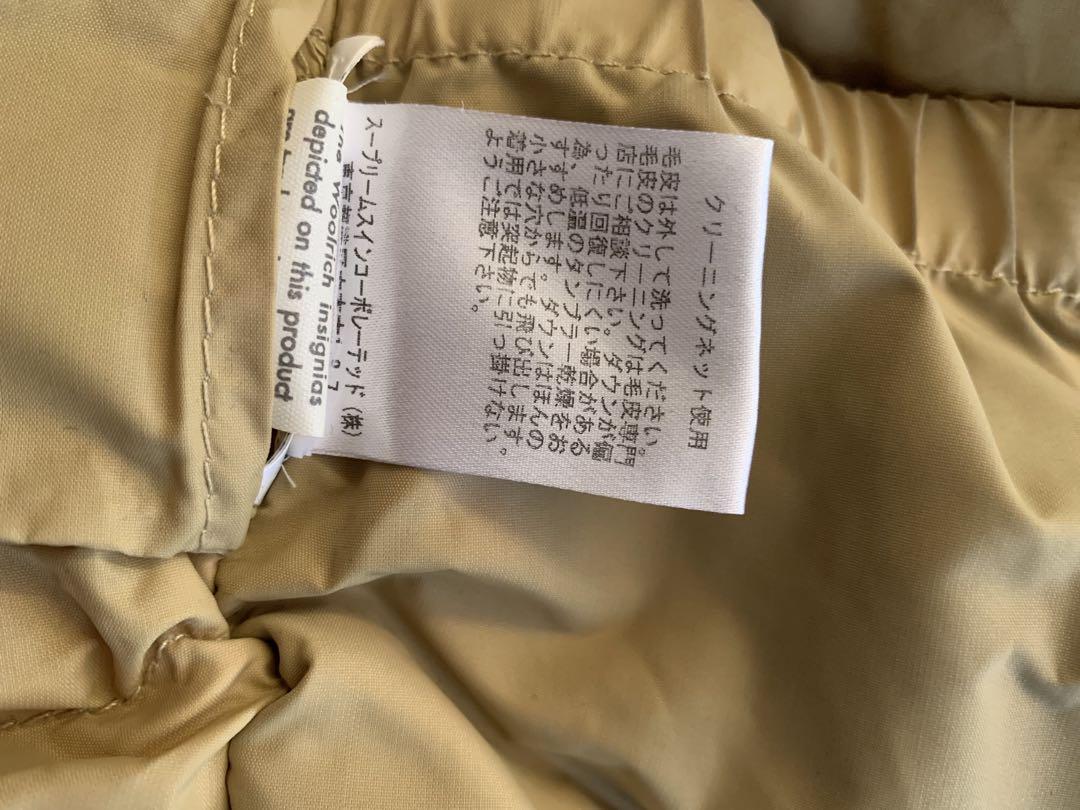 クリーニングネット使用
毛皮は外して洗ってください。
毛皮のクリーニングは毛皮専門
店にご相談下さい。ダウンが偏
ったり回復しにくい場合がある
為、低温のタンブラー乾燥をお
すすめします。ダウンはほんの
小さな穴からでも飛び出します。
着用では突起物に引っ掛けない
ようご注意下さい。
スープリームスインコーポレーテッド（株）
The Woolrich insignias
depicted on this product